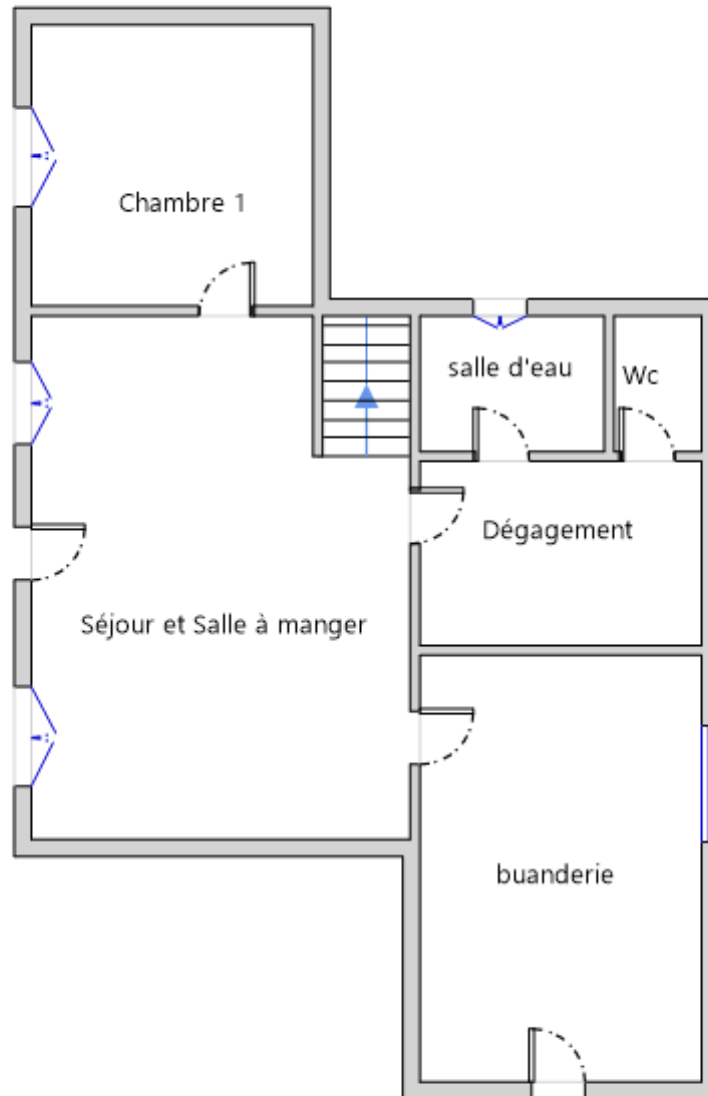 Chambre 1
salle d'eau
Wc
Dégagement
Séjour et Salle à manger
buanderie